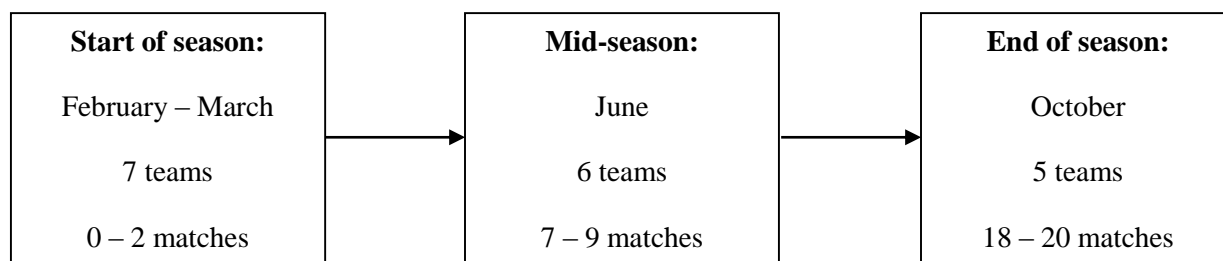 Start of season:
February – March
7 teams
0 – 2 matches
Mid-season:
June
6 teams
7 – 9 matches
End of season:
October
5 teams
18 – 20 matches